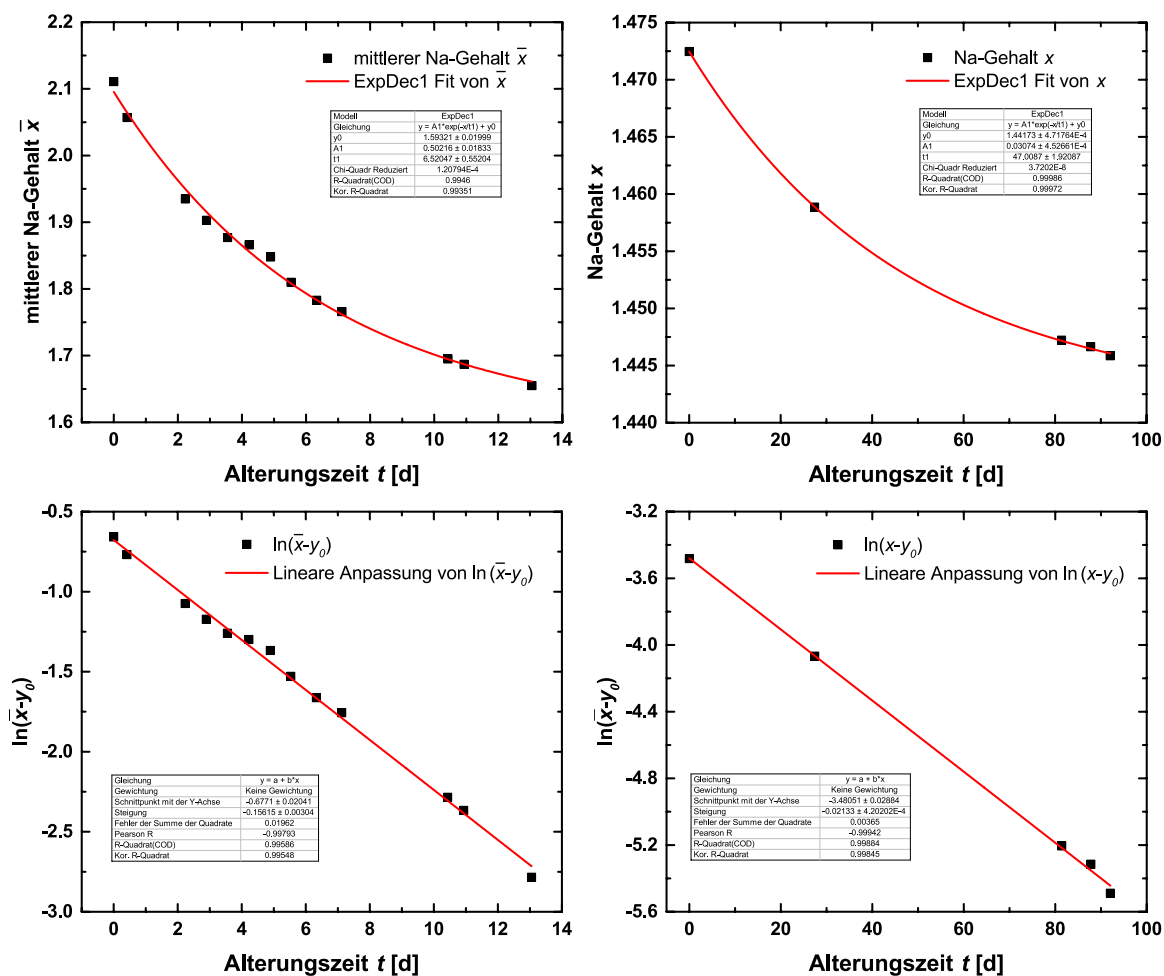 mittlerer Na-Gehalt x̄
ExpDec1 Fit von x̄
Modell ExpDec1
Gleichung y = A1*exp(-x/t1) + y0
y0 1.59321 ± 0.01999
A1 0.50216 ± 0.01833
t1 6.52047 ± 0.55204
Chi-Quadr Reduziert 1.20794E-4
R-Quadrat(COD) 0.9946
Kor. R-Quadrat 0.99351
mittlerer Na-Gehalt x̄
2.2
2.1
2.0
1.9
1.8
1.7
1.6
0 2 4 6 8 10 12 14
Alterungszeit t [d]
Na-Gehalt x
ExpDec1 Fit von x
Modell ExpDec1
Gleichung y = A1*exp(-x/t1) + y0
y0 1.44173 ± 4.71764E-4
A1 0.03074 ± 4.52661E-4
t1 47.0087 ± 1.92087
Chi-Quadr Reduziert 3.7202E-8
R-Quadrat(COD) 0.99986
Kor. R-Quadrat 0.99972
Na-Gehalt x
1.475
1.470
1.465
1.460
1.455
1.450
1.445
1.440
0 20 40 60 80 100
Alterungszeit t [d]
ln(x̄-y₀)
Lineare Anpassung von ln(x̄-y₀)
Gleichung y = a + b*x
Gewichtung Keine Gewichtung
Schnittpunkt mit der Y-Achse -0.6771 ± 0.02041
Steigung -0.15615 ± 0.00304
Fehler der Summe der Quadrate 0.01962
Pearson R -0.99793
R-Quadrat(COD) 0.99586
Kor. R-Quadrat 0.99548
ln(x̄-y₀)
-0.5
-1.0
-1.5
-2.0
-2.5
-3.0
0 2 4 6 8 10 12 14
Alterungszeit t [d]
ln(x-y₀)
Lineare Anpassung von ln(x-y₀)
Gleichung y = a + b*x
Gewichtung Keine Gewichtung
Schnittpunkt mit der Y-Achse -3.48051 ± 0.02884
Steigung -0.02133 ± 4.20202E-4
Fehler der Summe der Quadrate 0.00365
Pearson R -0.99942
R-Quadrat(COD) 0.99884
Kor. R-Quadrat 0.99845
ln(x̄-y₀)
-3.2
-3.6
-4.0
-4.4
-4.8
-5.2
-5.6
0 20 40 60 80 100
Alterungszeit t [d]